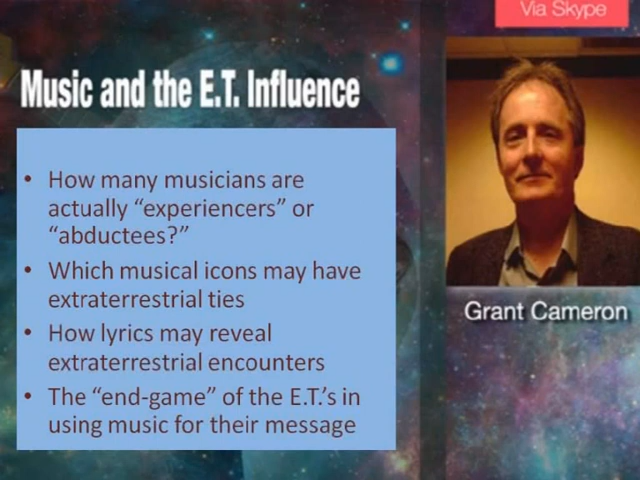 Via Skype
Music and the E.T. Influence
• How many musicians are
actually “experiencers” or
“abductees?”
• Which musical icons may have
extraterrestrial ties
• How lyrics may reveal
extraterrestrial encounters
• The “end-game” of the E.T.’s in
using music for their message
Grant Cameron